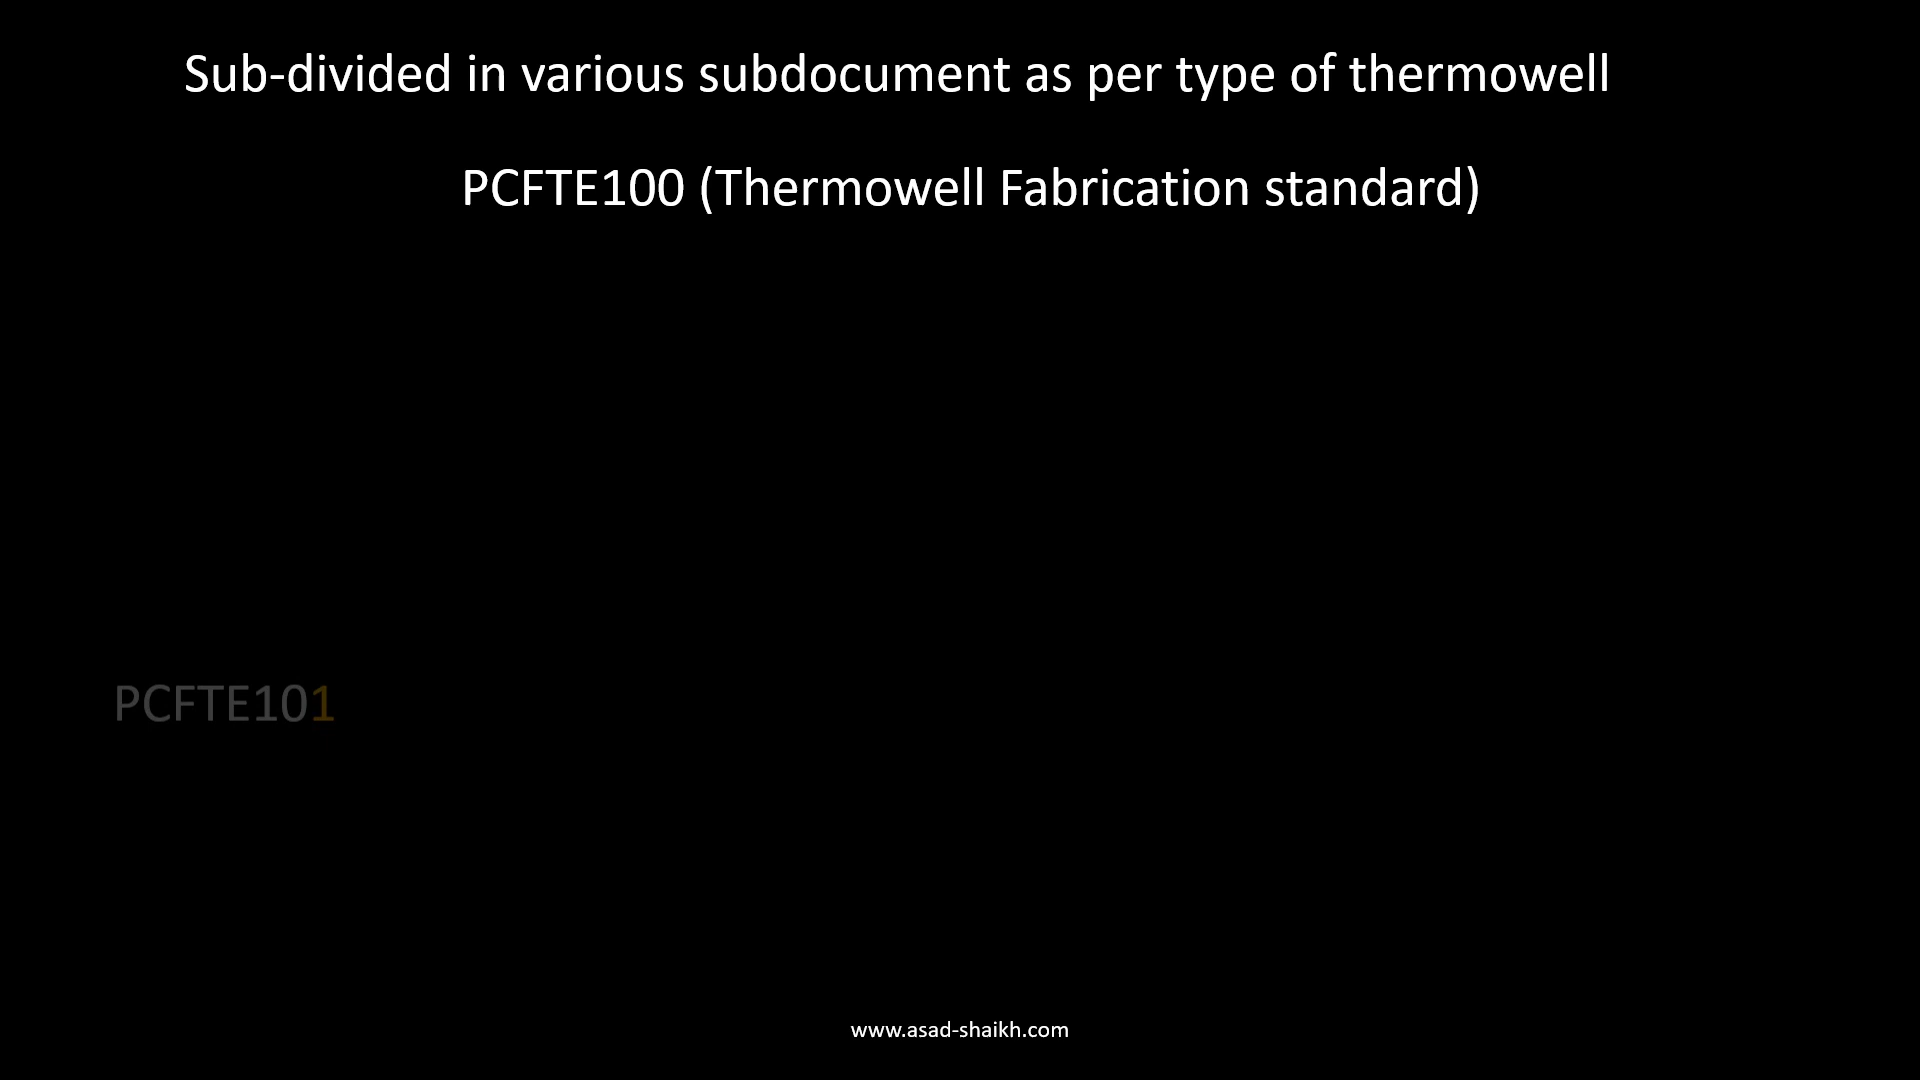 Sub-divided in various subdocument as per type of thermowell
PCFTE100 (Thermowell Fabrication standard)
PCFTE101
www.asad-shaikh.com